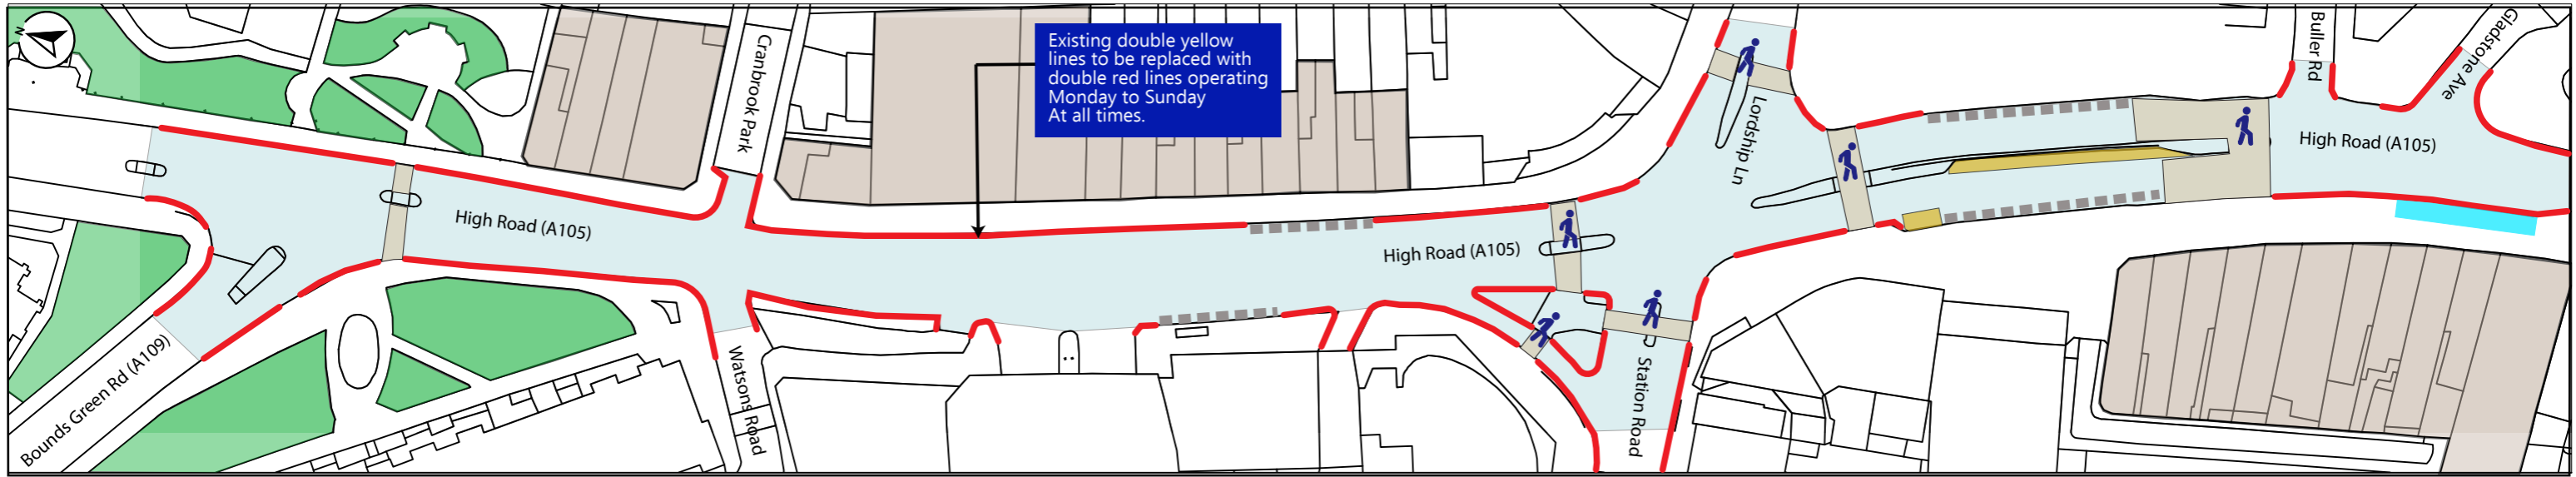 N
Cranbrook Park
Existing double yellow
lines to be replaced with
double red lines operating
Monday to Sunday
At all times.
Lordship Ln
Buller Rd
Gladstone Ave
High Road (A105)
High Road (A105)
High Road (A105)
Bounds Green Rd (A109)
Watsons Road
Station Road